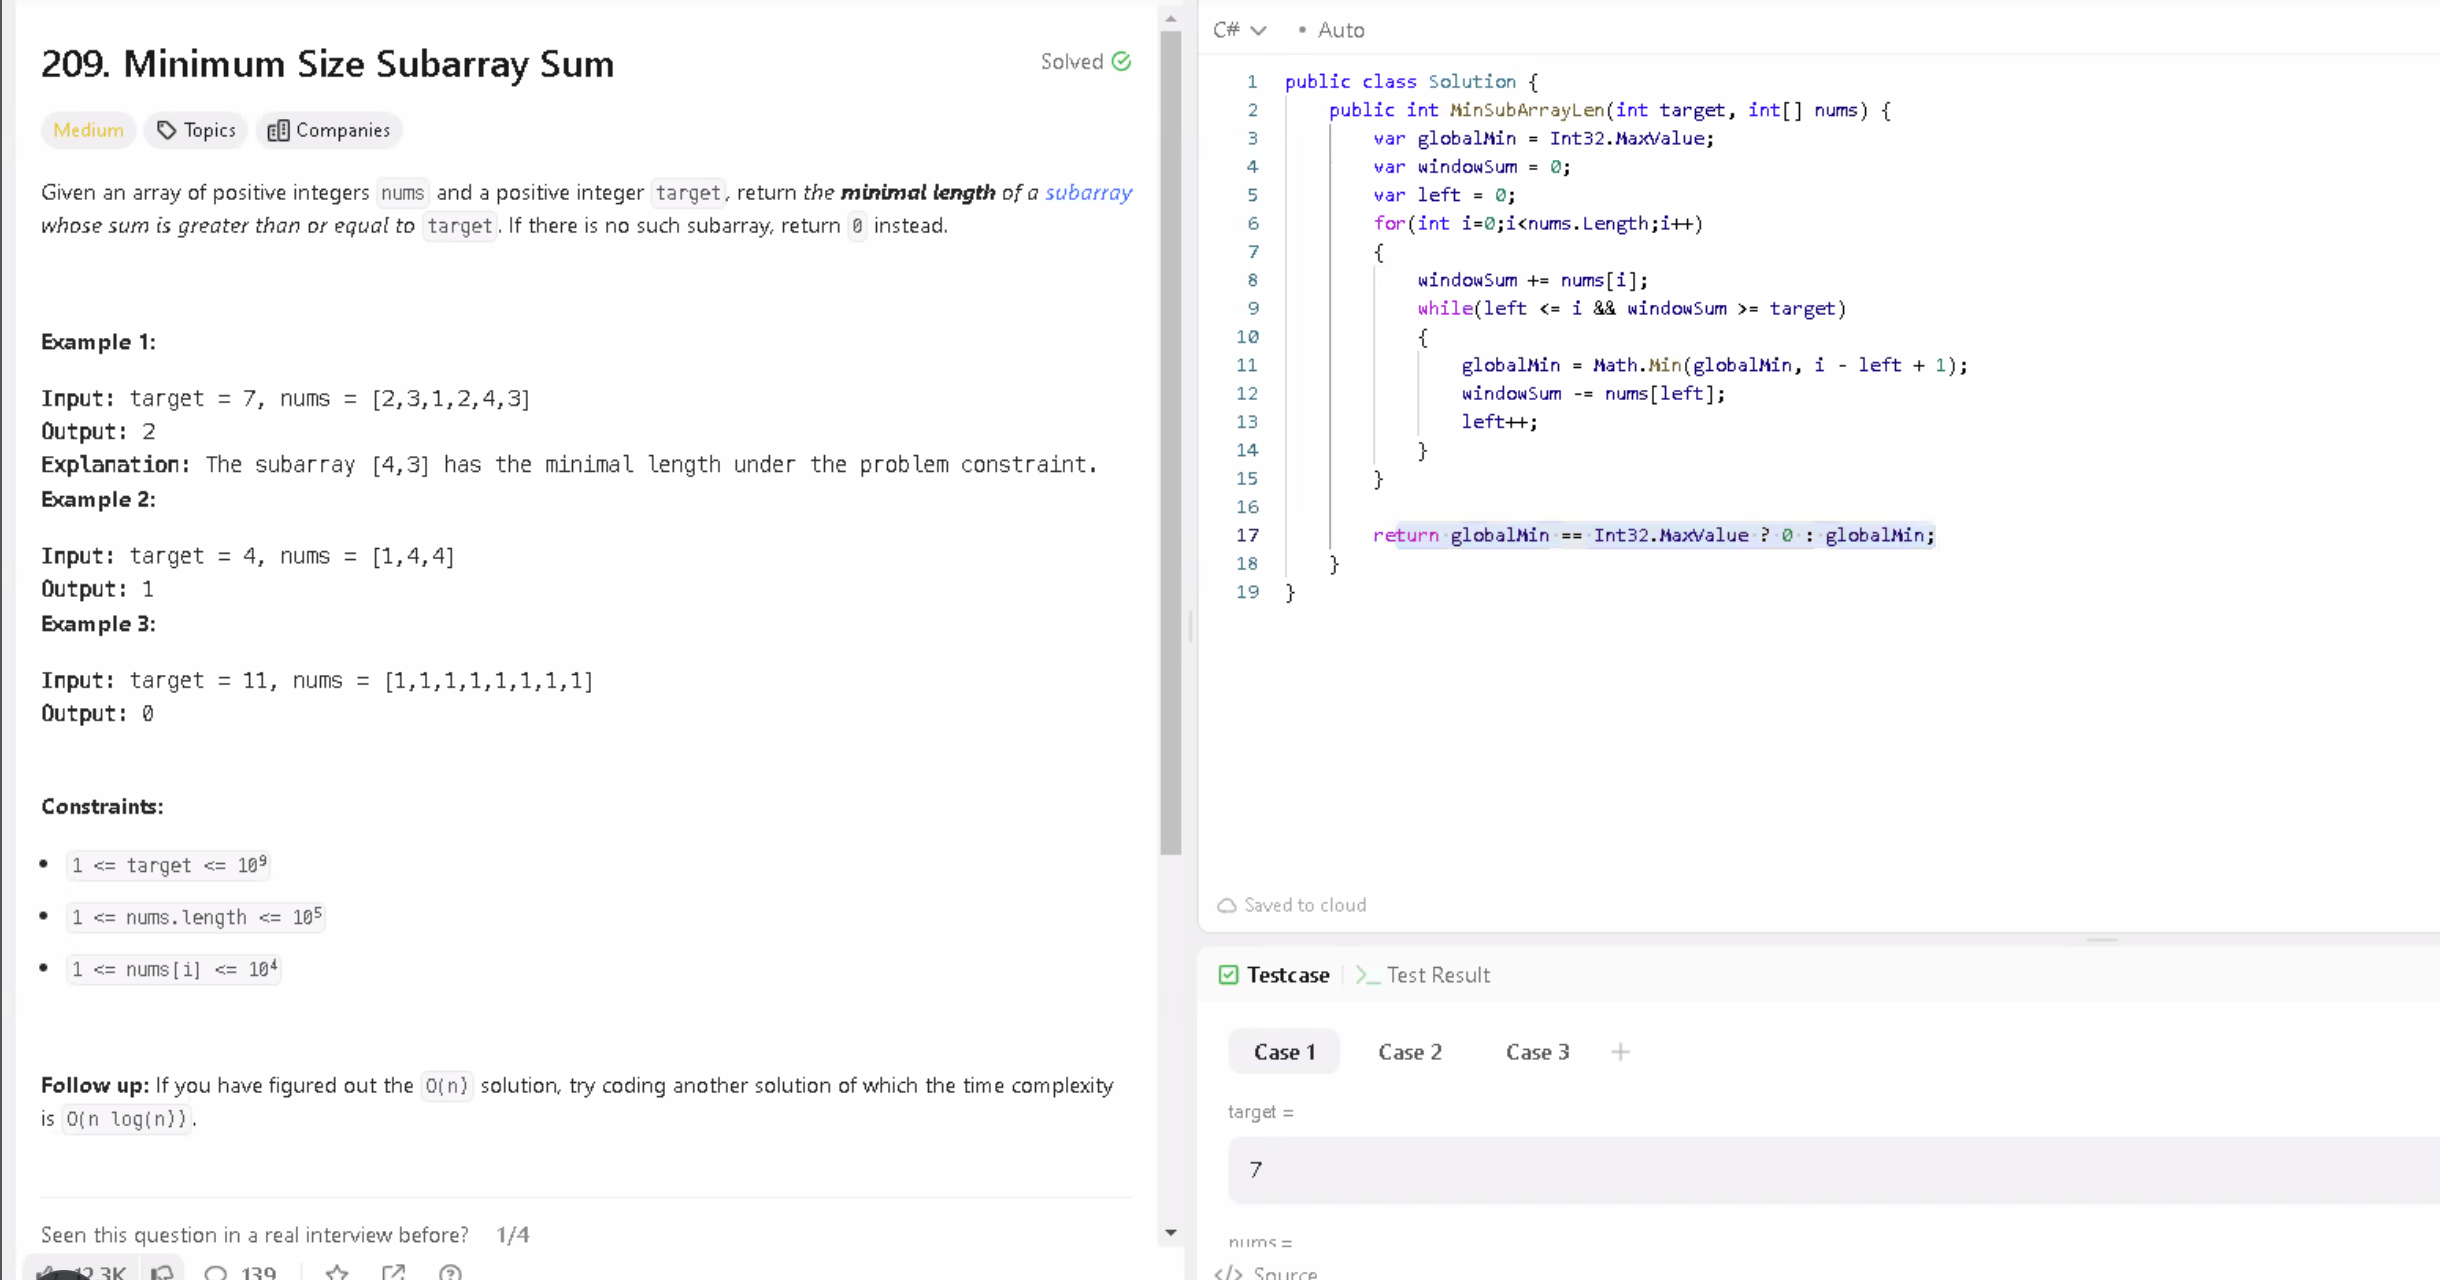 209. Minimum Size Subarray Sum
Solved
Medium
Topics
Companies
Given an array of positive integers nums and a positive integer target, return the minimal length of a subarray
whose sum is greater than or equal to target. If there is no such subarray, return 0 instead.
Example 1:
Input: target = 7, nums = [2,3,1,2,4,3]
Output: 2
Explanation: The subarray [4,3] has the minimal length under the problem constraint.
Example 2:
Input: target = 4, nums = [1,4,4]
Output: 1
Example 3:
Input: target = 11, nums = [1,1,1,1,1,1,1,1]
Output: 0
Constraints:
1 <= target <= 10⁹
1 <= nums.length <= 10⁵
1 <= nums[i] <= 10⁴
Follow up: If you have figured out the O(n) solution, try coding another solution of which the time complexity
is O(n log(n)).
Seen this question in a real interview before? 1/4
12.3K
139
C#
Auto
1 public class Solution {
2 public int MinSubArrayLen(int target, int[] nums) {
3 var globalMin = Int32.MaxValue;
4 var windowSum = 0;
5 var left = 0;
6 for(int i=0;i<nums.Length;i++)
7 {
8 windowSum += nums[i];
9 while(left <= i && windowSum >= target)
10 {
11 globalMin = Math.Min(globalMin, i - left + 1);
12 windowSum -= nums[left];
13 left++;
14 }
15 }
16
17 return globalMin == Int32.MaxValue ? 0 : globalMin;
18 }
19 }
Saved to cloud
Testcase
>_ Test Result
Case 1
Case 2
Case 3
+
target =
7
nums =
</> Source